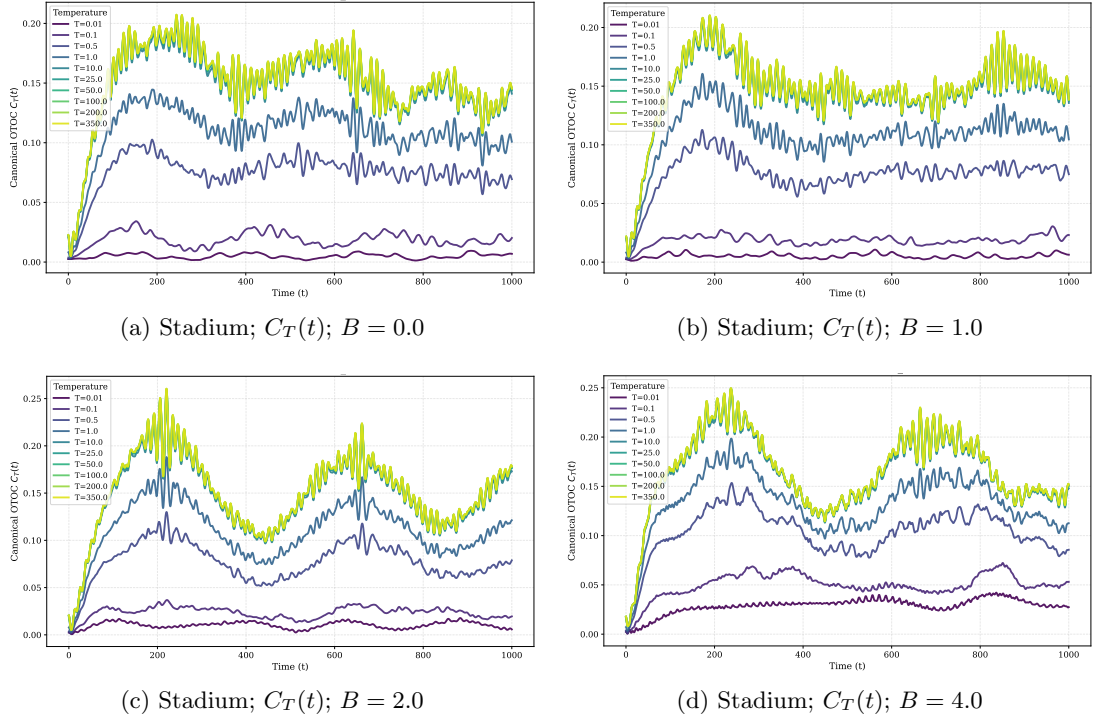 Temperature
T=0.01
T=0.1
T=0.5
T=1.0
T=10.0
T=25.0
T=50.0
T=100.0
T=200.0
T=350.0
0.20
0.15
0.10
0.05
0.00
Canonical OTOC C_T(t)
0 200 400 600 800 1000
Time (t)
(a) Stadium; C_T(t); B = 0.0
Temperature
T=0.01
T=0.1
T=0.5
T=1.0
T=10.0
T=25.0
T=50.0
T=100.0
T=200.0
T=350.0
0.20
0.15
0.10
0.05
0.00
Canonical OTOC C_T(t)
0 200 400 600 800 1000
Time (t)
(b) Stadium; C_T(t); B = 1.0
Temperature
T=0.01
T=0.1
T=0.5
T=1.0
T=10.0
T=25.0
T=50.0
T=100.0
T=200.0
T=350.0
0.25
0.20
0.15
0.10
0.05
0.00
Canonical OTOC C_T(t)
0 200 400 600 800 1000
Time (t)
(c) Stadium; C_T(t); B = 2.0
Temperature
T=0.01
T=0.1
T=0.5
T=1.0
T=10.0
T=25.0
T=50.0
T=100.0
T=200.0
T=350.0
0.25
0.20
0.15
0.10
0.05
0.00
Canonical OTOC C_T(t)
0 200 400 600 800 1000
Time (t)
(d) Stadium; C_T(t); B = 4.0